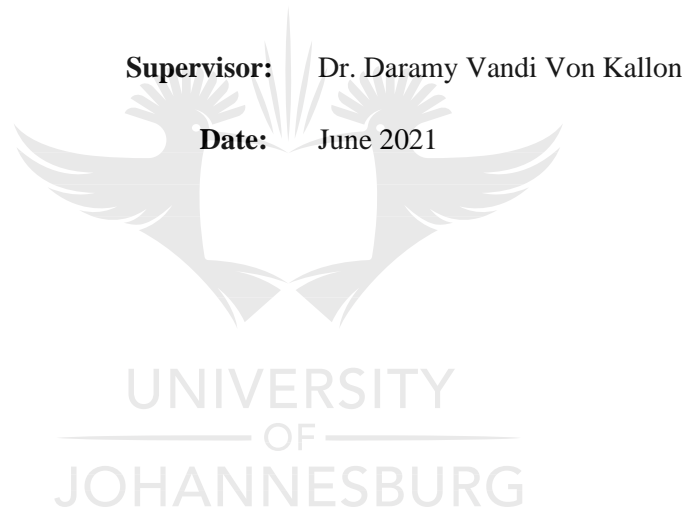 Supervisor: Dr. Daramy Vandi Von Kallon
Date: June 2021
UNIVERSITY
OF
JOHANNESBURG